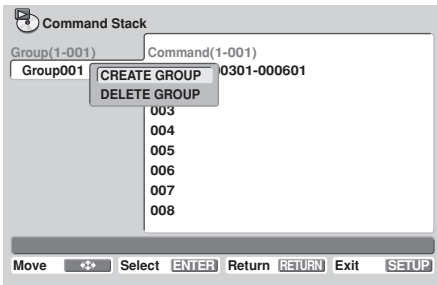 Command Stack
Group(1-001)
Command(1-001)
Group001
0301-000601
CREATE GROUP
DELETE GROUP
003
004
005
006
007
008
Move Select ENTER Return RETURN Exit SETUP